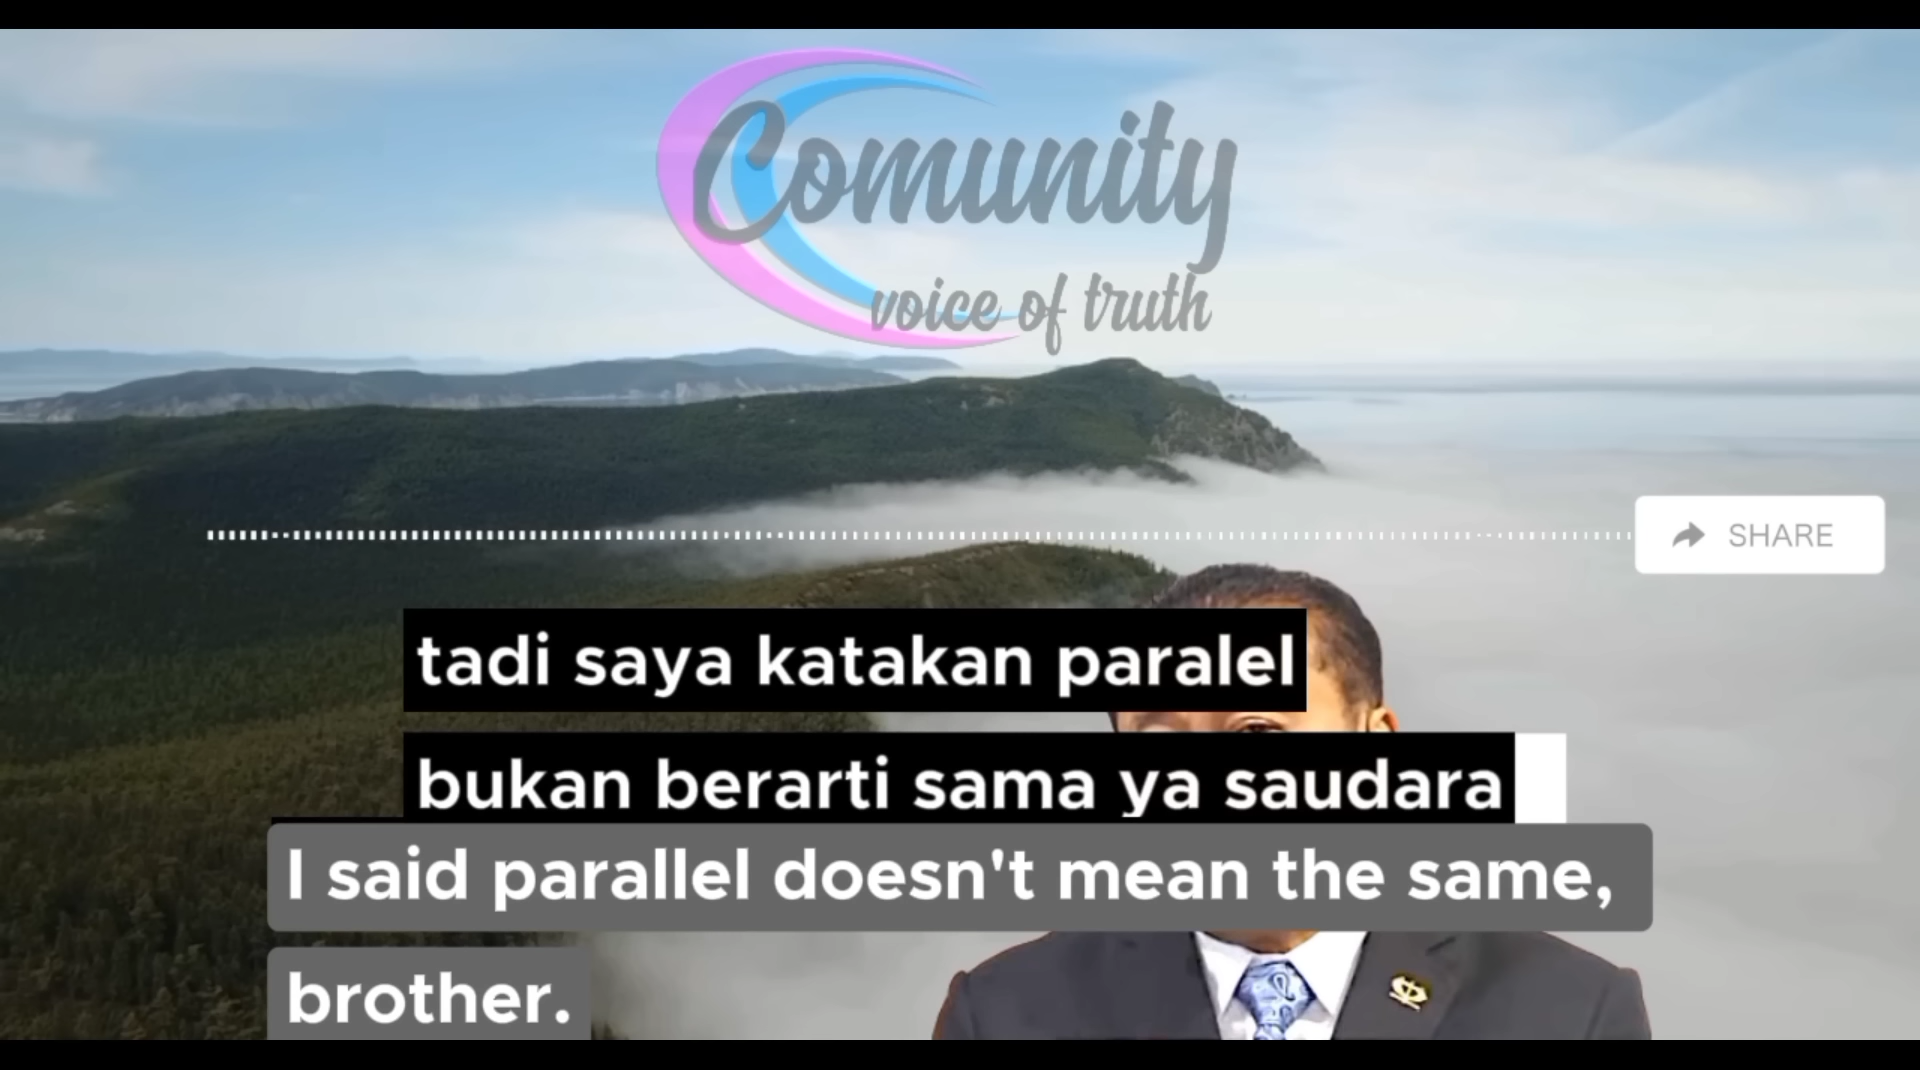 Comunity
voice of truth
SHARE
tadi saya katakan paralel
bukan berarti sama ya saudara
I said parallel doesn't mean the same,
brother.